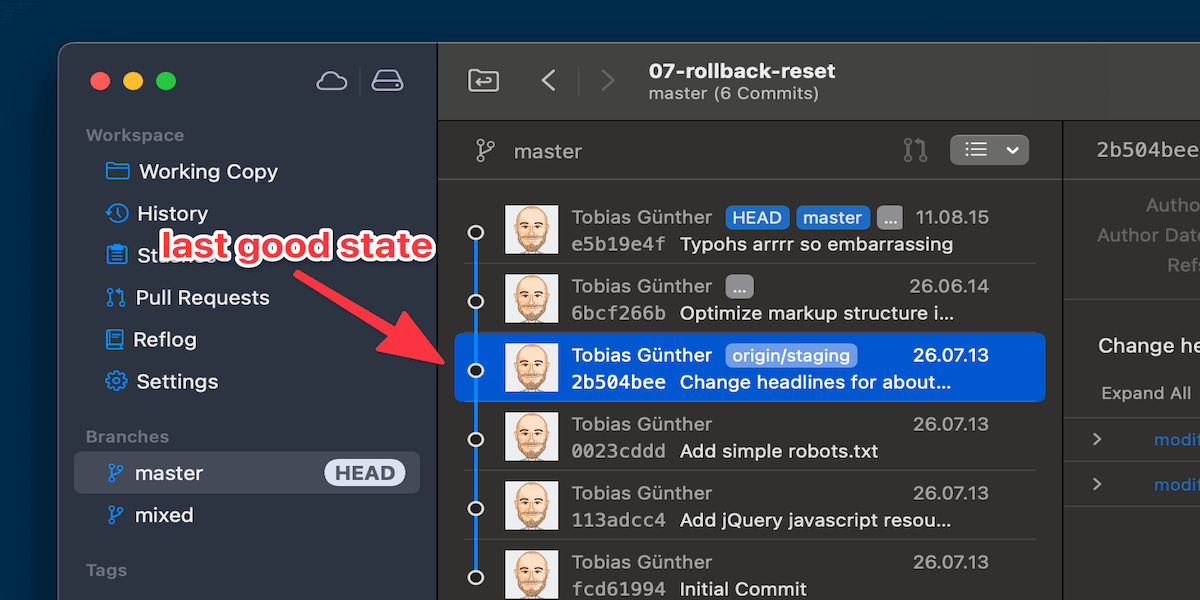 07-rollback-reset
master (6 Commits)
Workspace
Working Copy
History
last good state
Pull Requests
Reflog
Settings
Branches
master HEAD
mixed
Tags
master
Tobias Günther HEAD master ... 11.08.15
e5b19e4f Typohs arrrr so embarrassing
Tobias Günther ... 26.06.14
6bcf266b Optimize markup structure i...
Tobias Günther origin/staging 26.07.13
2b504bee Change headlines for about...
Tobias Günther 26.07.13
0023cddd Add simple robots.txt
Tobias Günther 26.07.13
113adcc4 Add jQuery javascript resou...
Tobias Günther 26.07.13
fcd61994 Initial Commit
2b504bee
Autho
Author Date
Refs
Change he
Expand All
modif
modif